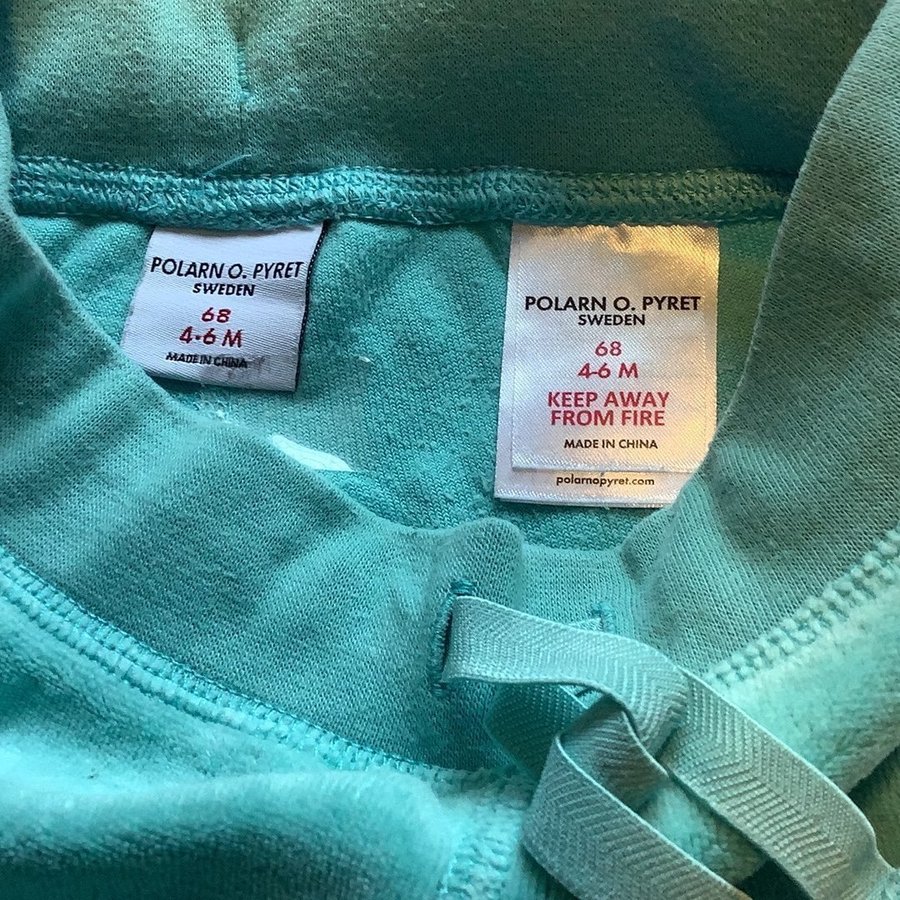 POLARN O. PYRET
SWEDEN
68
4-6 M
MADE IN CHINA
POLARN O. PYRET
SWEDEN
68
4-6 M
KEEP AWAY
FROM FIRE
MADE IN CHINA
polarnopyret.com